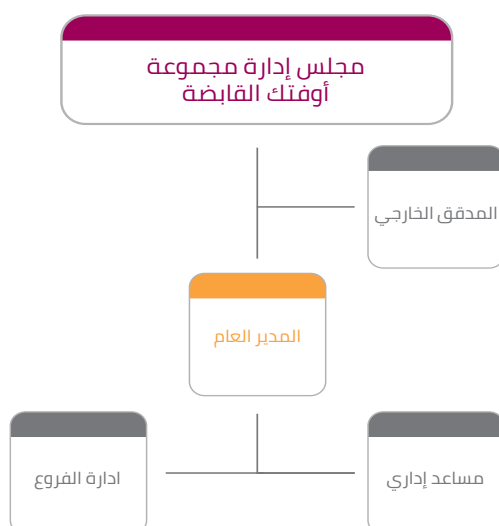 مجلس إدارة مجموعة
أوفتك القابضة
المدقق الخارجي
المدير العام
مساعد إداري
ادارة الفروع